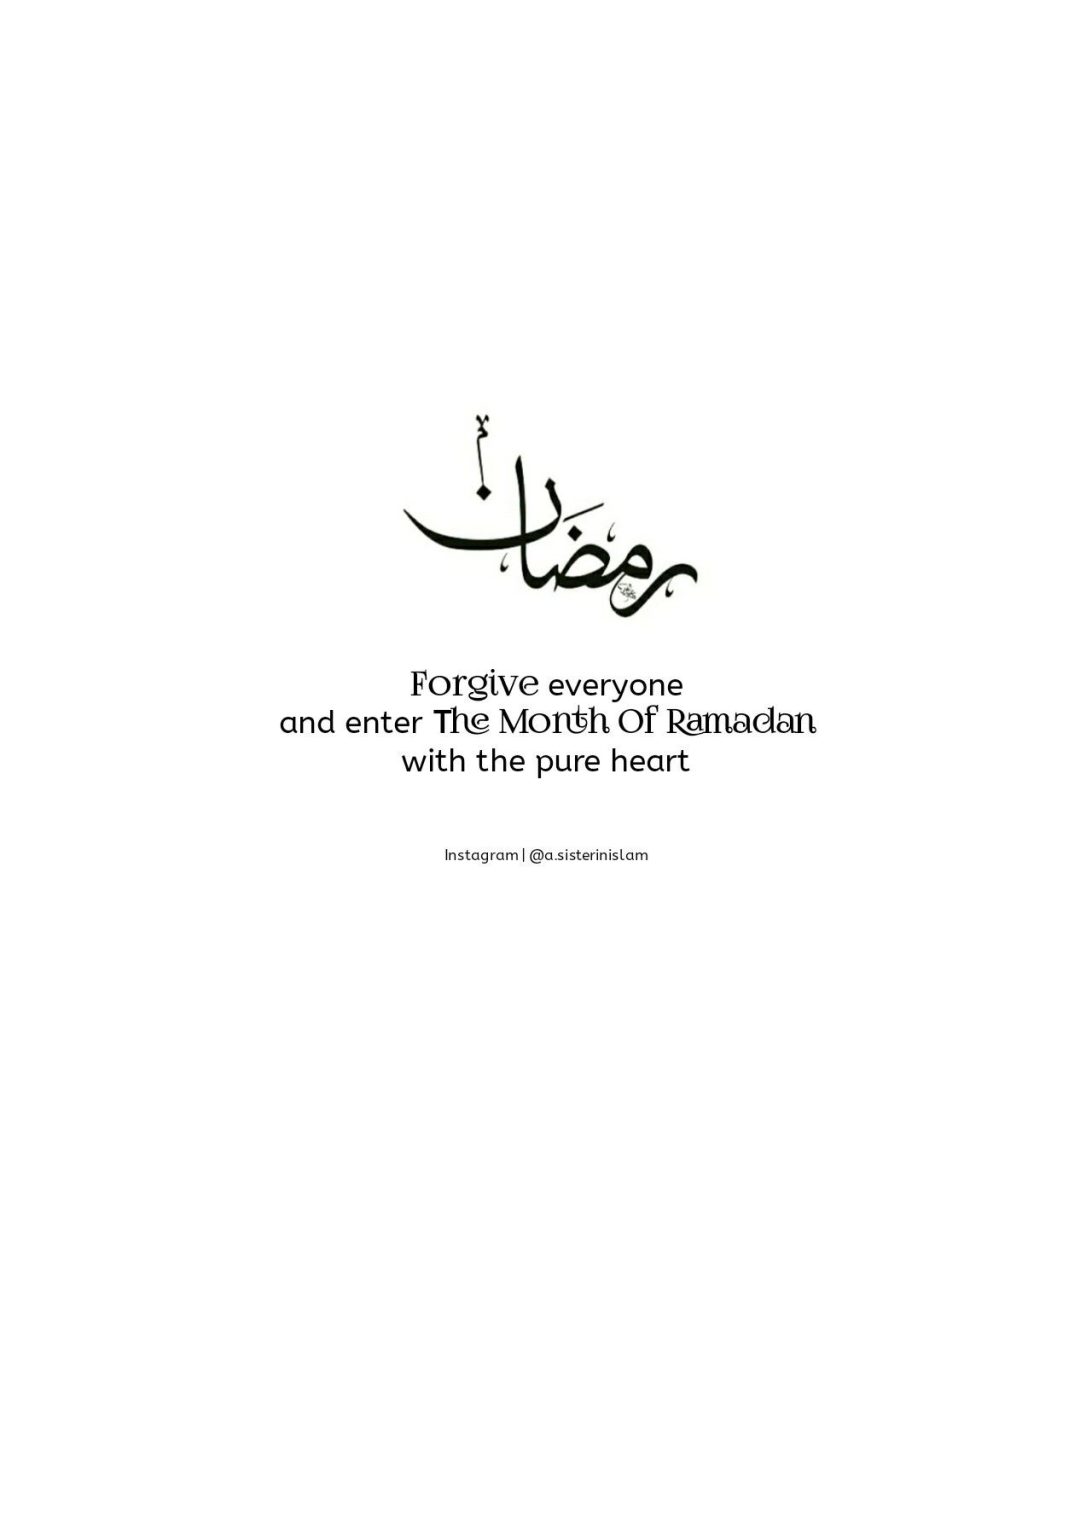 رمضان
Forgive everyone
and enter The Month Of Ramadan
with the pure heart
Instagram | @a.sisterinislam